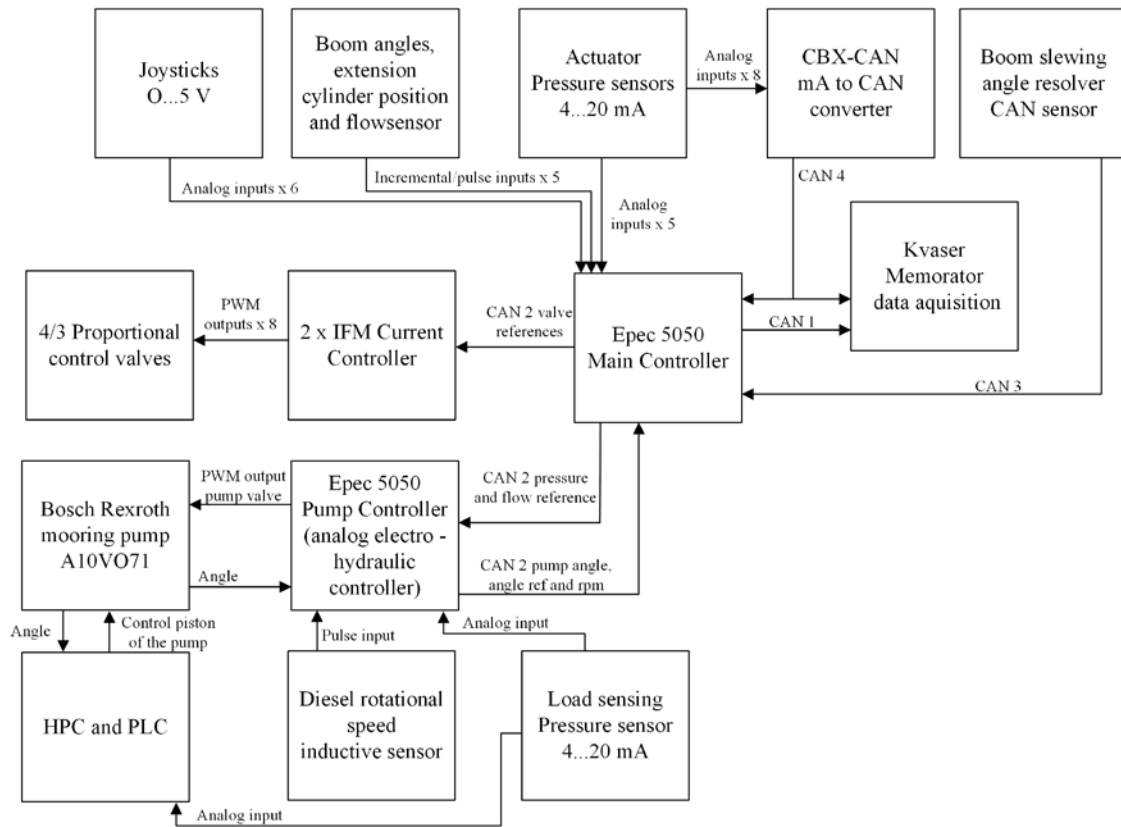 Joysticks
O...5 V
Boom angles,
extension
cylinder position
and flowsensor
Actuator
Pressure sensors
4...20 mA
Analog
inputs x 8
CBX-CAN
mA to CAN
converter
Boom slewing
angle resolver
CAN sensor
Analog inputs x 6
Incremental/pulse inputs x 5
Analog
inputs x 5
CAN 4
Kvaser
Memorator
data aquisition
4/3 Proportional
control valves
PWM
outputs x 8
2 x IFM Current
Controller
CAN 2 valve
references
Epec 5050
Main Controller
CAN 1
CAN 3
Bosch Rexroth
mooring pump
A10VO71
PWM output
pump valve
Angle
Epec 5050
Pump Controller
(analog electro -
hydraulic
controller)
CAN 2 pressure
and flow reference
CAN 2 pump angle,
angle ref and rpm
Angle
Control piston
of the pump
Pulse input
Analog input
HPC and PLC
Diesel rotational
speed
inductive sensor
Load sensing
Pressure sensor
4...20 mA
Analog input